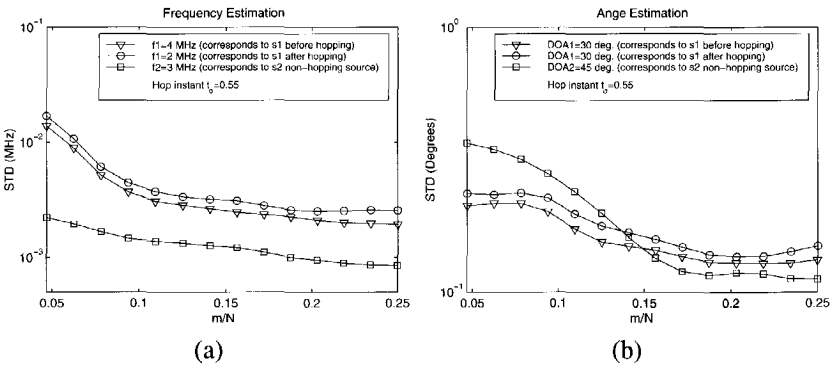 Frequency Estimation
10^-1
f1=4 MHz (corresponds to s1 before hopping)
f1=2 MHz (corresponds to s1 after hopping)
f2=3 MHz (corresponds to s2 non-hopping source)
Hop instant t_o=0.55
STD (MHz)
10^-2
10^-3
0.05
0.1
0.15
0.2
0.25
m/N
(a)
Ange Estimation
10^0
DOA1=30 deg. (corresponds to s1 before hopping)
DOA1=30 deg. (corresponds to s1 after hopping)
DOA2=45 deg. (corresponds to s2 non-hopping source)
Hop instant t_o=0.55
STD (Degrees)
10^-1
0.05
0.1
0.15
0.2
0.25
m/N
(b)